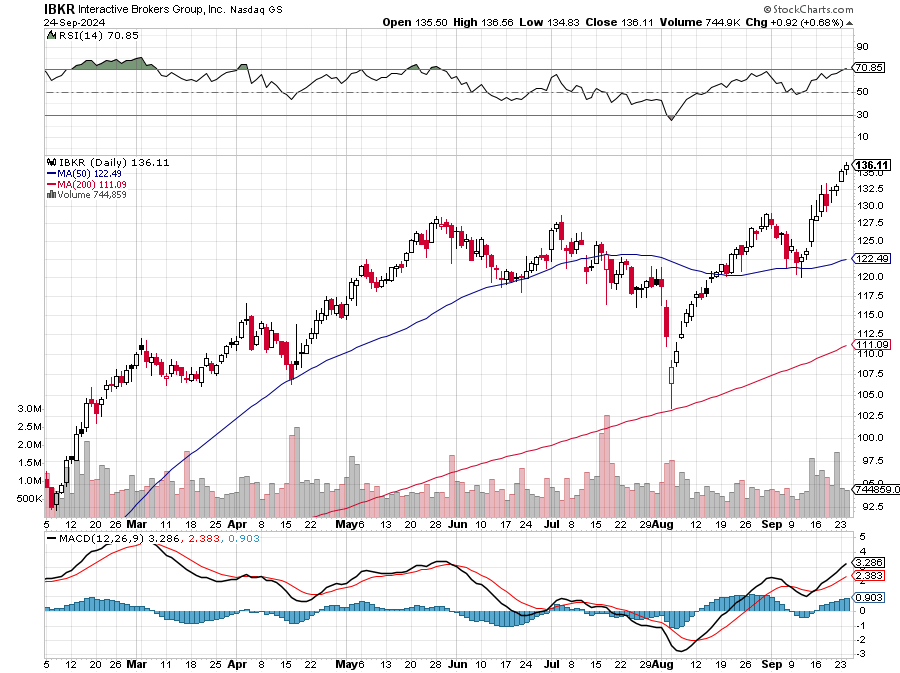 IBKR Interactive Brokers Group, Inc. Nasdaq GS © StockCharts.com
24-Sep-2024 Open 135.50 High 136.56 Low 134.83 Close 136.11 Volume 744.9K Chg +0.92 (+0.68%)
RSI(14) 70.85
90
70.85
50
30
10
IBKR (Daily) 136.11
MA(50) 122.49
MA(200) 111.09
Volume 744,859
136.11
135.0
132.5
130.0
127.5
125.0
122.49
120.0
117.5
115.0
112.5
111.09
110.0
107.5
105.0
3.0M 102.5
2.5M
2.0M 100.0
1.5M 97.5
1.0M 95.0
500K 744859.0
92.5
5 12 20 26 Mar 11 18 25 Apr 8 15 22 May 6 13 20 28 Jun 10 17 24 Jul 8 15 22 29 Aug 12 19 26 Sep 9 16 23
MACD(12,26,9) 3.286, 2.383, 0.903
5
4
3.286
2.383
2
0.903
0
-1
-2
-3
5 12 20 26 Mar 11 18 25 Apr 8 15 22 May 6 13 20 28 Jun 10 17 24 Jul 8 15 22 29 Aug 12 19 26 Sep 9 16 23